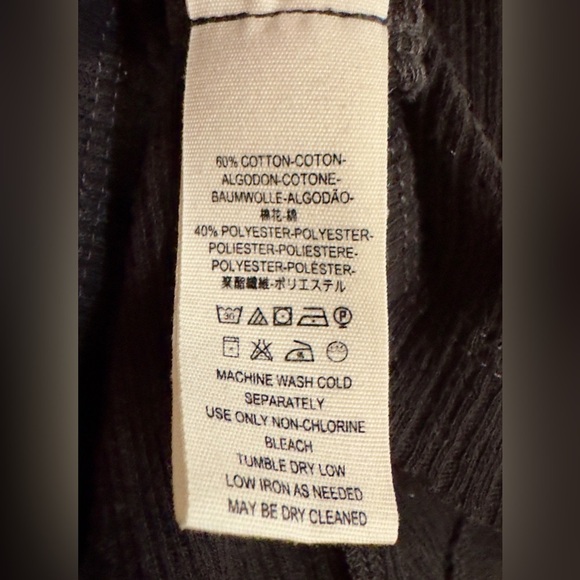 60% COTTON-COTON-
ALGODON-COTONE-
BAUMWOLLE-ALGODÃO-
棉花-綿
40% POLYESTER-POLYESTER-
POLIESTER-POLIESTERE-
POLYESTER-POLÉSTER-
聚酯纖維-ポリエステル
30 P
MACHINE WASH COLD
SEPARATELY
USE ONLY NON-CHLORINE
BLEACH
TUMBLE DRY LOW
LOW IRON AS NEEDED
MAY BE DRY CLEANED